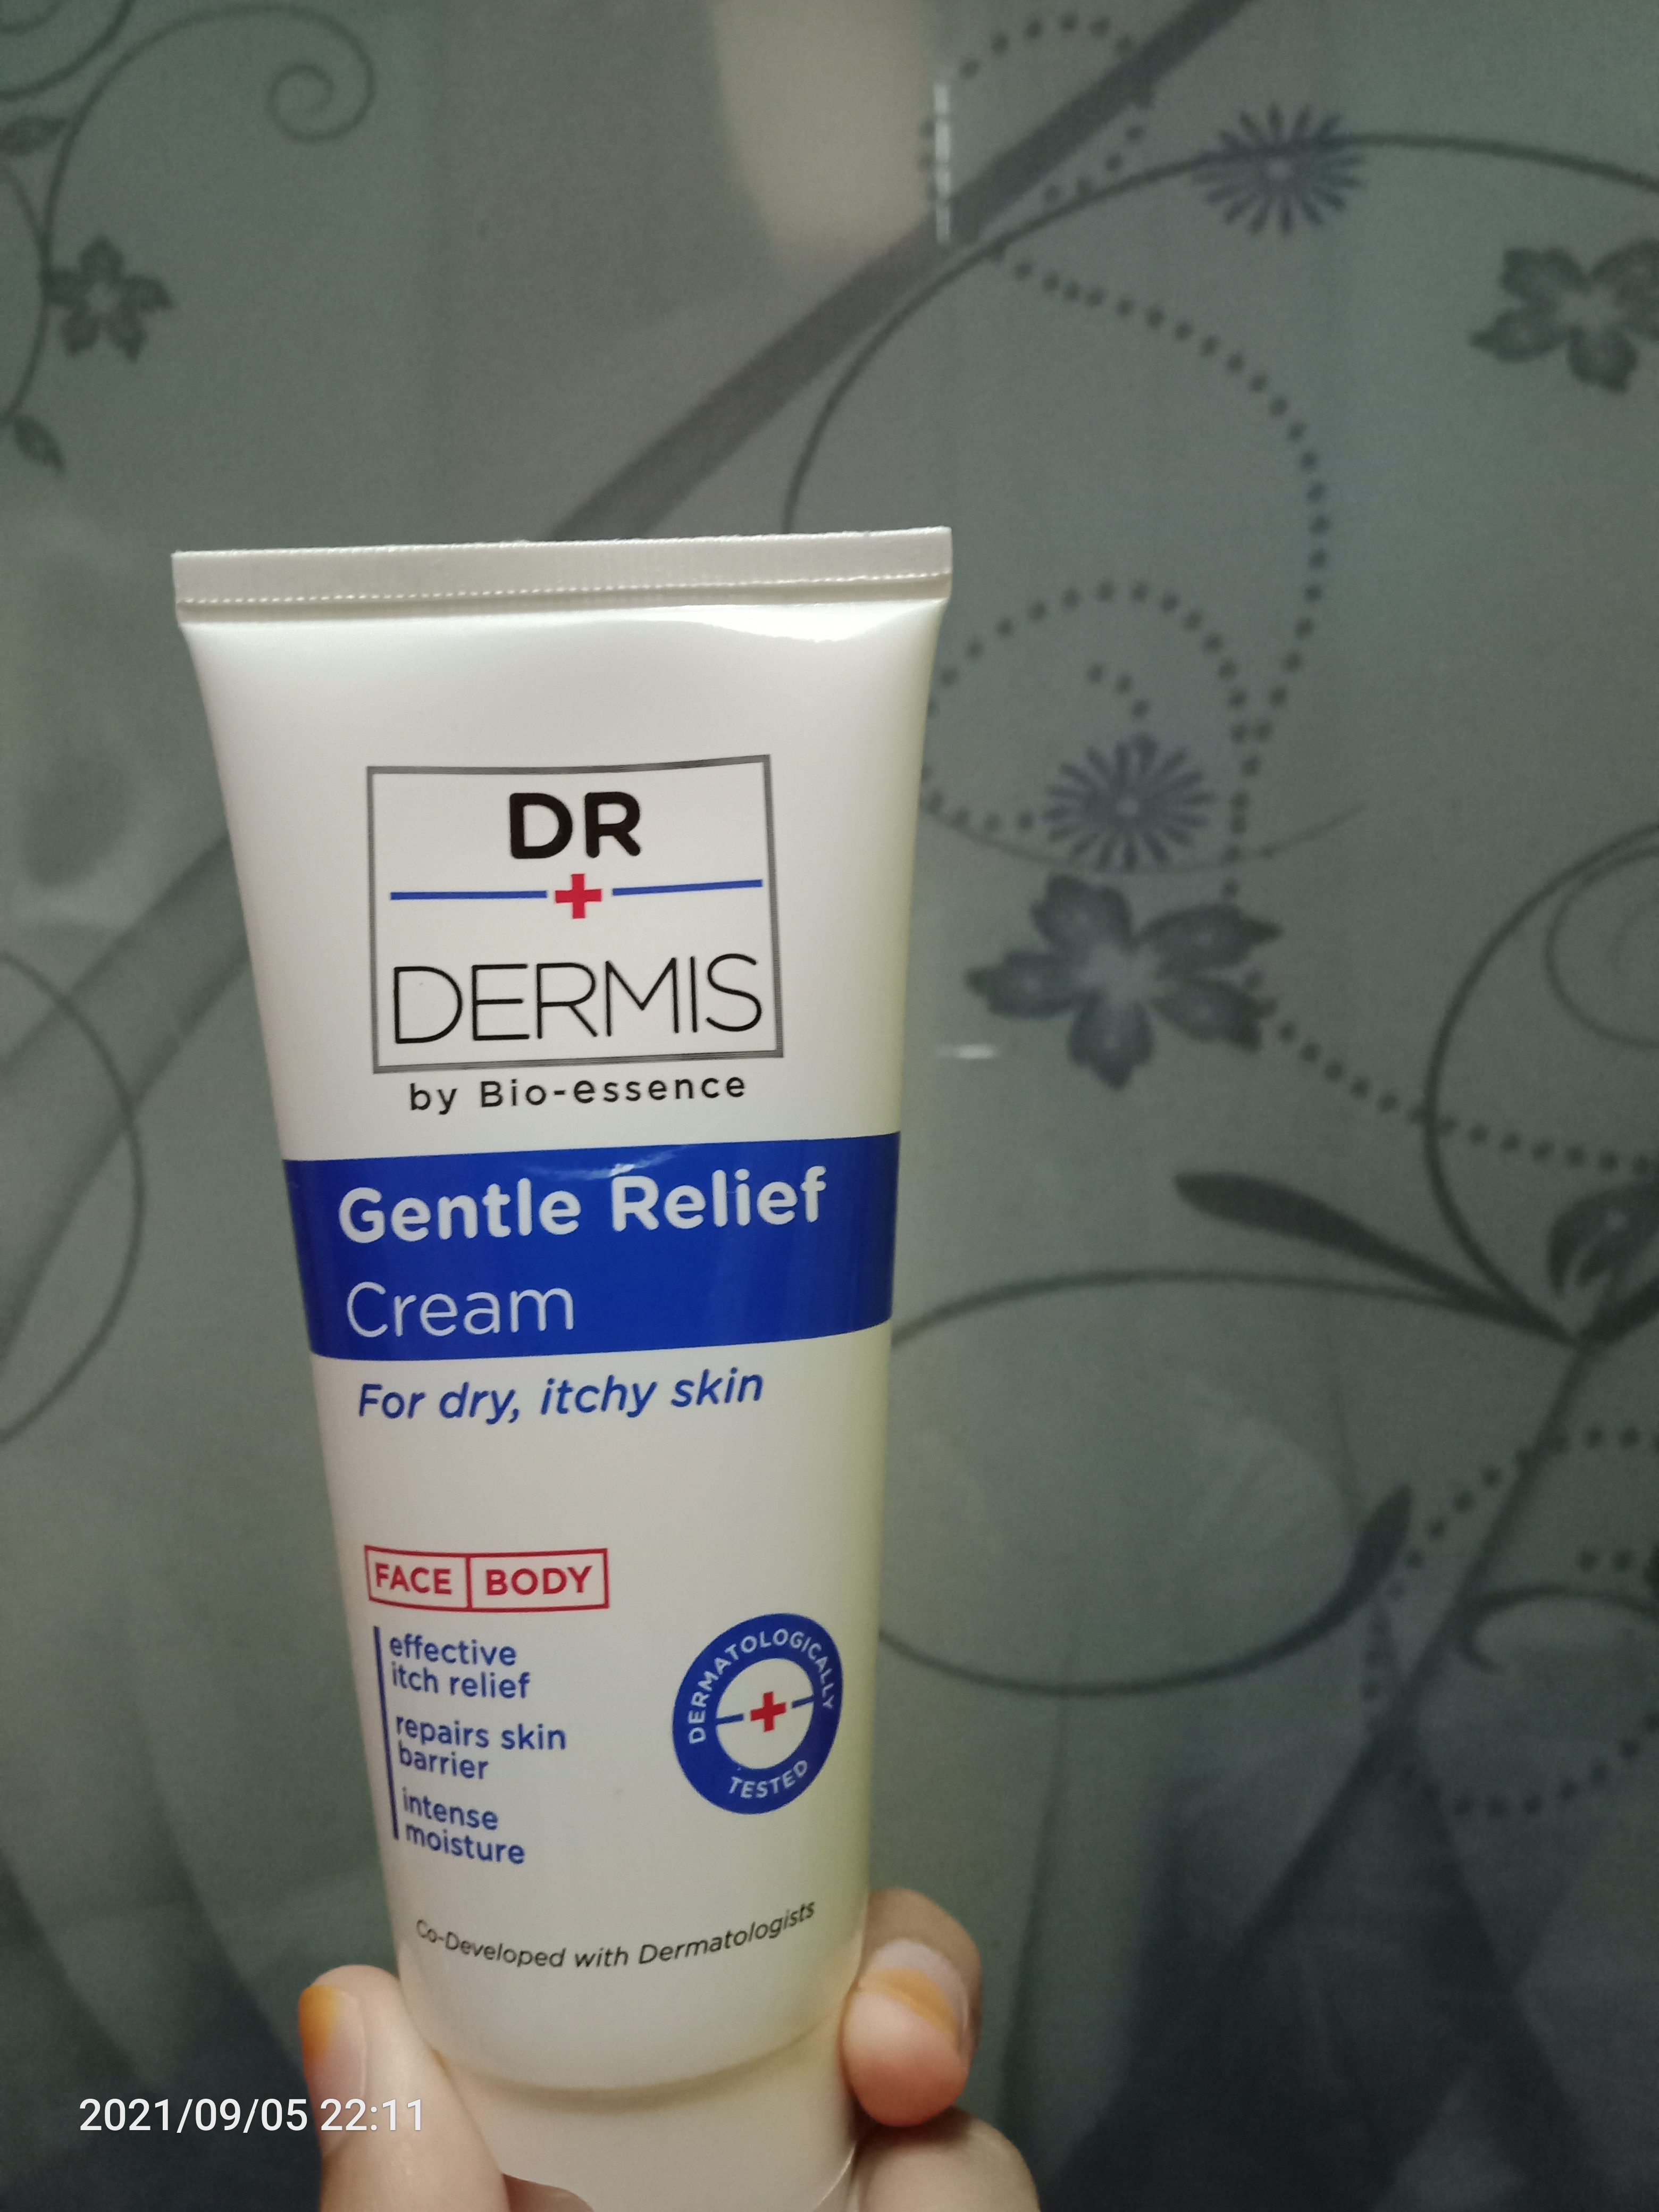 DR
DERMIS
by Bio-essence
Gentle Relief
Cream
For dry, itchy skin
FACE BODY
effective
itch relief
repairs skin
barrier
intense
moisture
DERMATOLOGICALLY
TESTED
Co-Developed with Dermatologists
2021/09/05 22:11